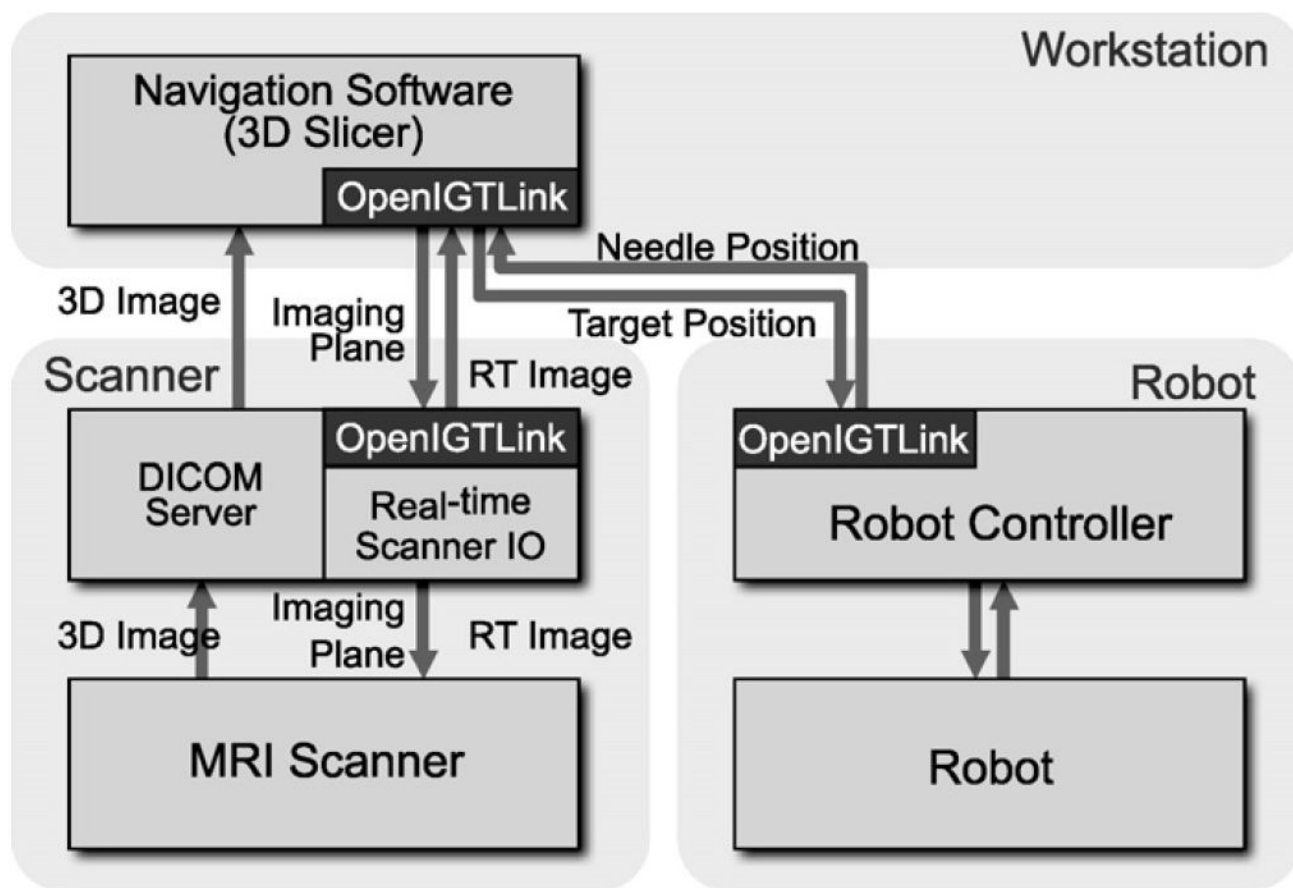 Workstation
Navigation Software
(3D Slicer)
OpenIGTLink
Needle Position
3D Image
Imaging
Plane
Target Position
RT Image
Scanner
Robot
DICOM
Server
OpenIGTLink
Real-time
Scanner IO
OpenIGTLink
Robot Controller
3D Image
Imaging
Plane
RT Image
MRI Scanner
Robot